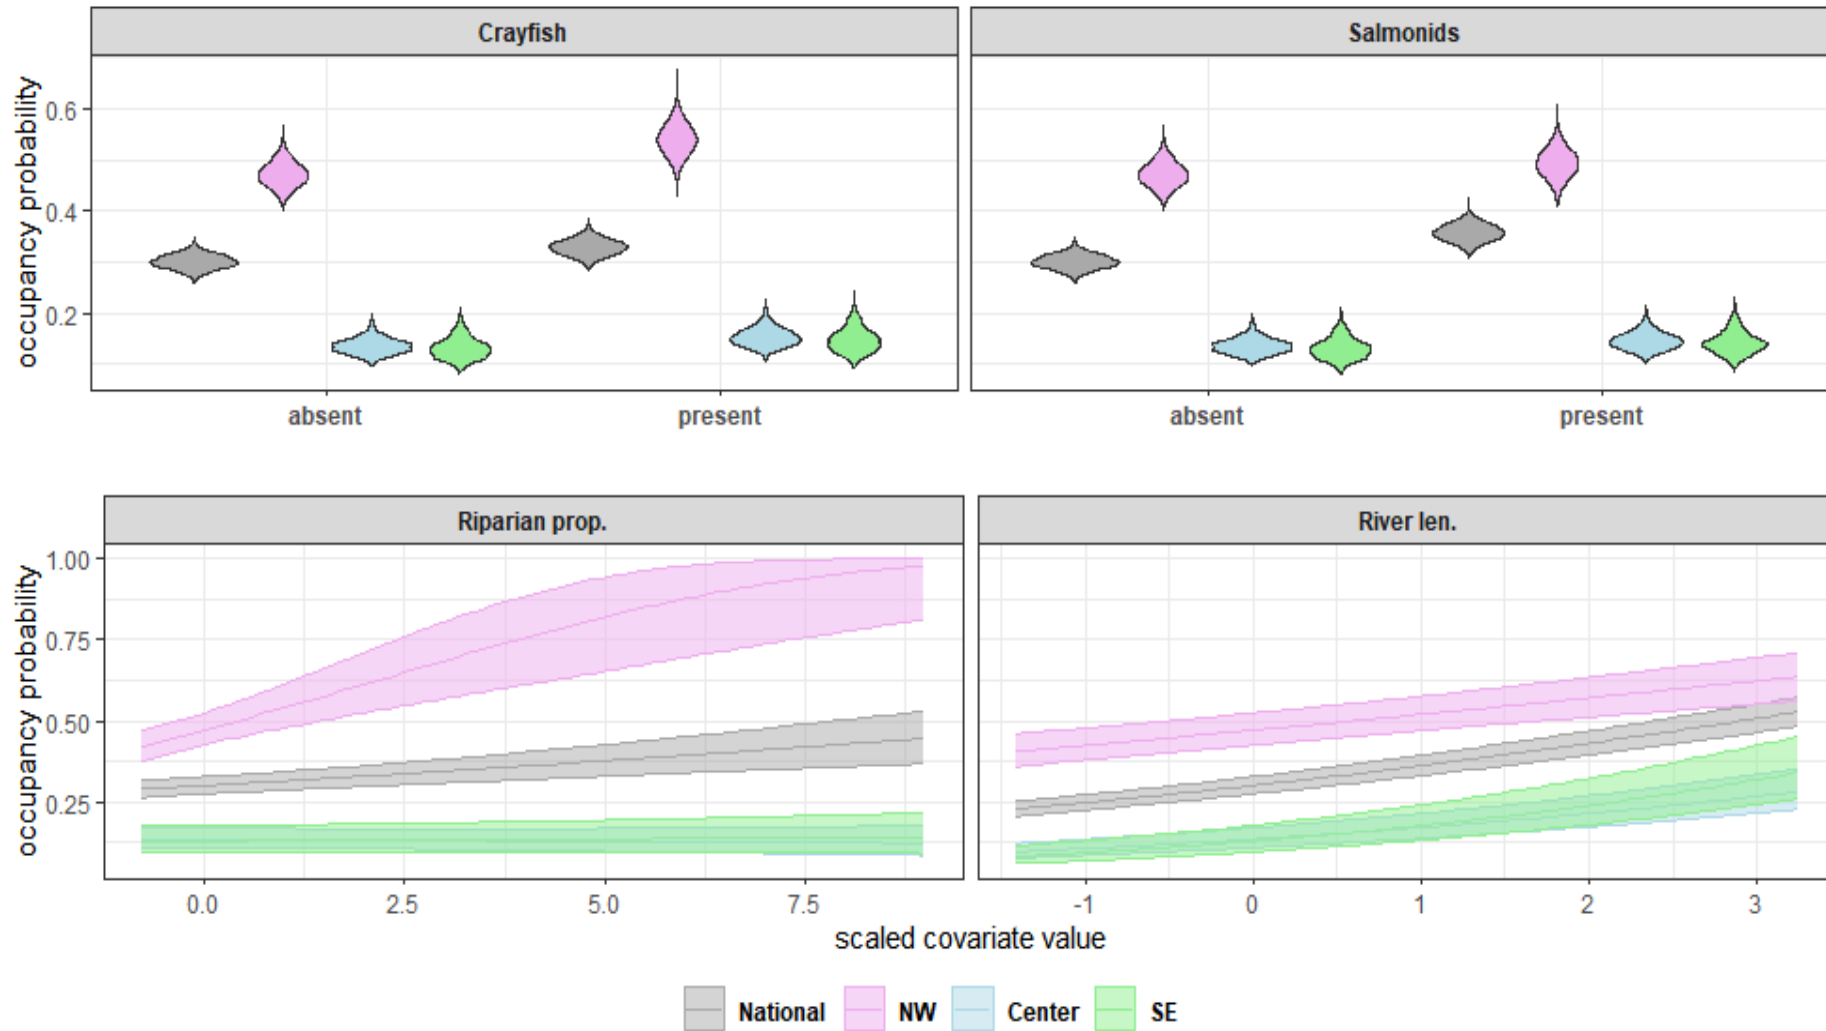 Crayfish Salmonids
occupancy probability
0.6
0.4
0.2
absent present absent present
Riparian prop. River len.
occupancy probability
1.00
0.75
0.50
0.25
0.0 2.5 5.0 7.5 -1 0 1 2 3
scaled covariate value
National NW Center SE